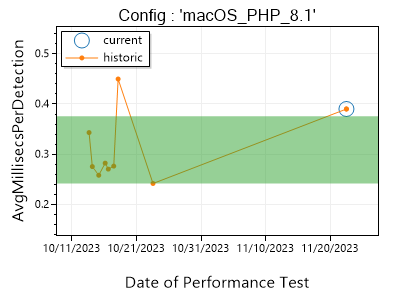 Config : 'macOS_PHP_8.1'
current
historic
AvgMillisecsPerDetection
0.5
0.4
0.3
0.2
10/11/2023 10/21/2023 10/31/2023 11/10/2023 11/20/2023
Date of Performance Test